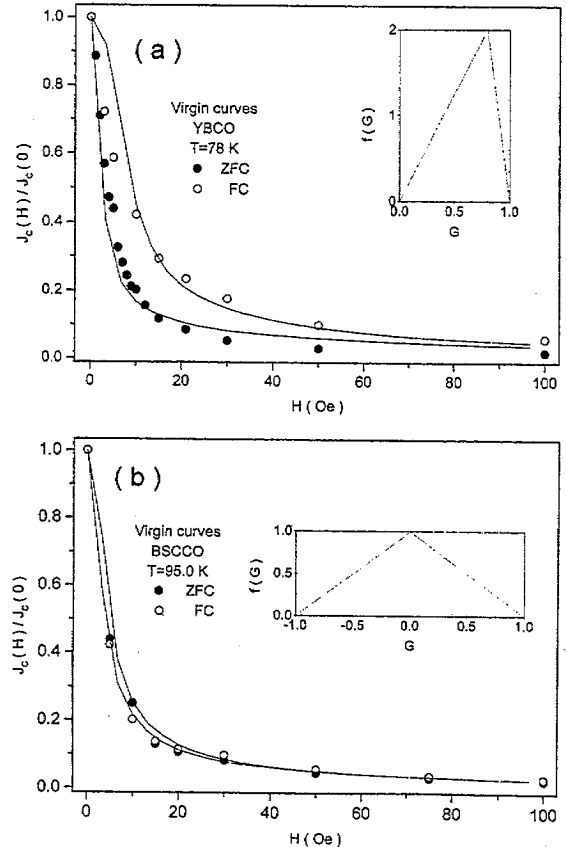 ( a )
Virgin curves
YBCO
T=78 K
● ZFC
○ FC
J_c(H)/J_c(0)
1.0
0.8
0.6
0.4
0.2
0.0
0 20 40 60 80 100
H ( Oe )
f ( G )
2
1
0
0.0 0.5 1.0
G
( b )
Virgin curves
BSCCO
T=95.0 K
● ZFC
○ FC
J_c(H)/J_c(0)
1.0
0.8
0.6
0.4
0.2
0.0
0 20 40 60 80 100
H ( Oe )
f ( G )
1.0
0.5
0.0
-1.0 -0.5 0.0 0.5 1.0
G